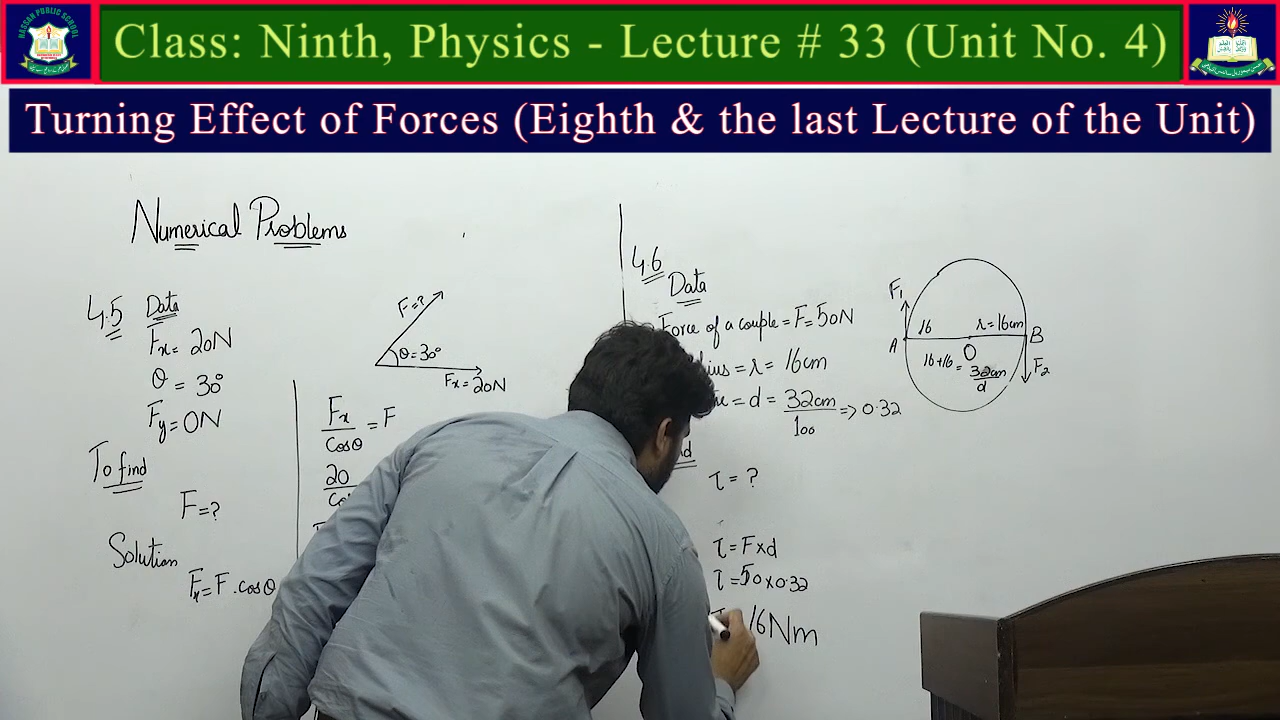 HASSAN PUBLIC SCHOOL
Class: Ninth, Physics - Lecture # 33 (Unit No. 4)
Turning Effect of Forces (Eighth & the last Lecture of the Unit)
Numerical Problems
4.5 Data
Fx = 20N
θ = 30°
Fy = 0N
To find
F = ?
Solution
Fx = F . cosθ
F = ?
θ = 30°
Fx = 20N
Fx
cosθ
= F
20
4.6
Data
Force of a couple = F = 50N
= r = 16cm
= d = 32cm
100
=> 0.32
τ = ?
τ = F x d
τ = 50 x 0.32
16Nm
F1
A
16
r = 16cm
B
O
16+16 = 32cm
d
F2